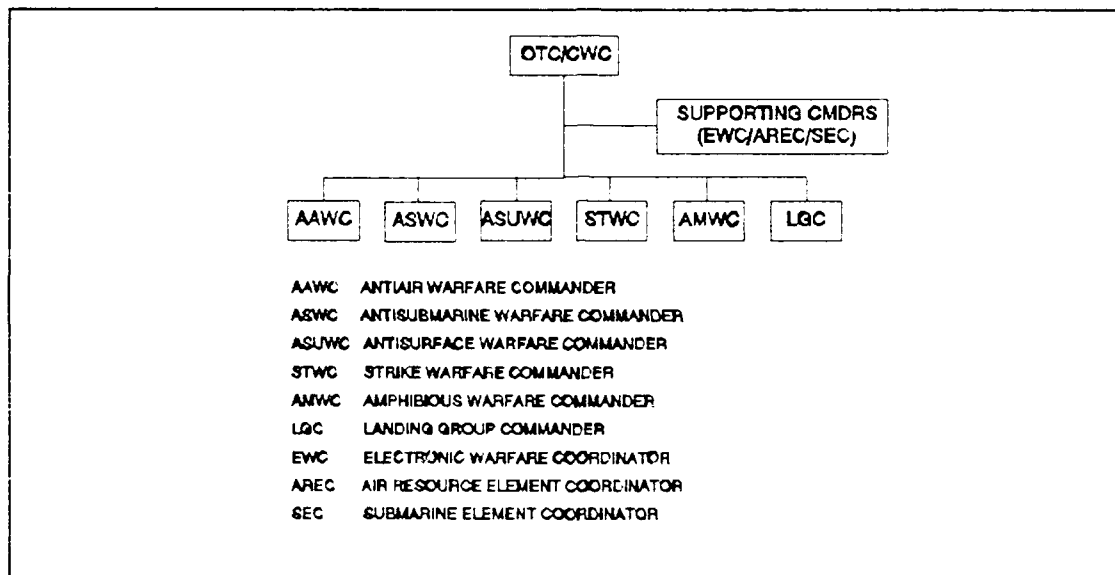 OTC/CWC
SUPPORTING CMDRS
(EWC/AREC/SEC)
AAWC ASWC ASUWC STWC AMWC LGC
AAWC ANTIAIR WARFARE COMMANDER
ASWC ANTISUBMARINE WARFARE COMMANDER
ASUWC ANTISURFACE WARFARE COMMANDER
STWC STRIKE WARFARE COMMANDER
AMWC AMPHIBIOUS WARFARE COMMANDER
LGC LANDING GROUP COMMANDER
EWC ELECTRONIC WARFARE COORDINATOR
AREC AIR RESOURCE ELEMENT COORDINATOR
SEC SUBMARINE ELEMENT COORDINATOR